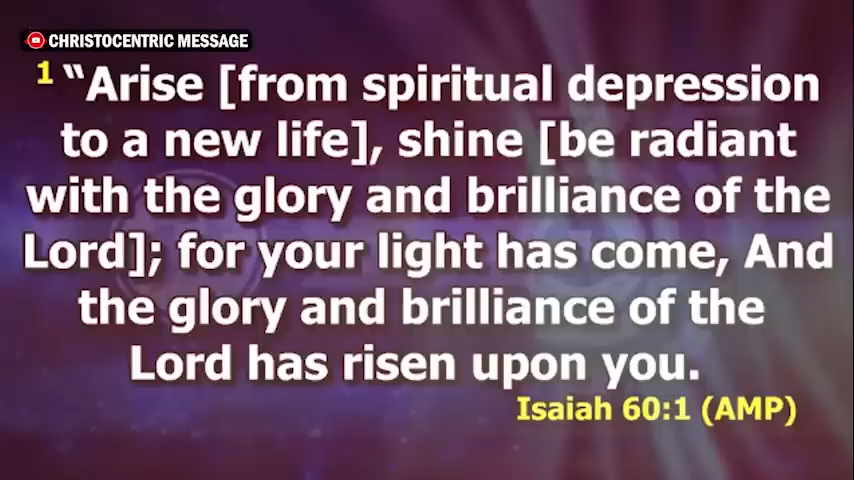 CHRISTOCENTRIC MESSAGE
1 “Arise [from spiritual depression
to a new life], shine [be radiant
with the glory and brilliance of the
Lord]; for your light has come, And
the glory and brilliance of the
Lord has risen upon you.
Isaiah 60:1 (AMP)